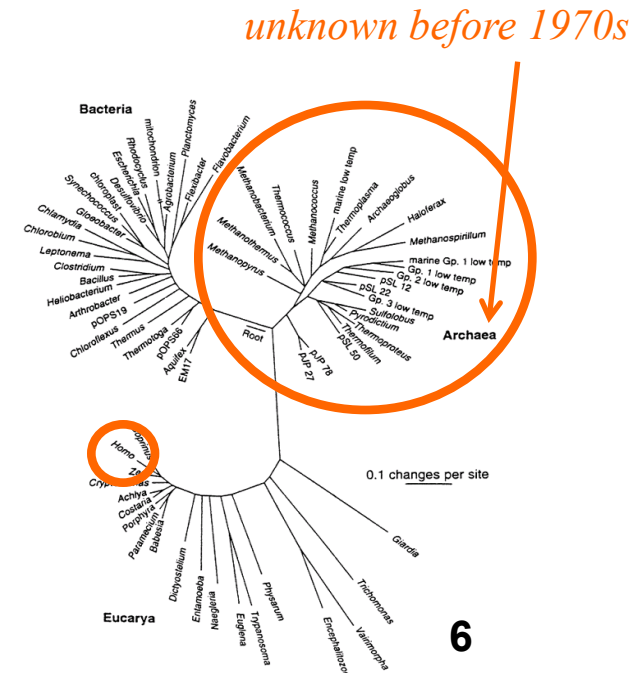 unknown before 1970s
Bacteria
Planctomyces
Flavobacterium
mitochondrion
Agrobacterium
Flexibacter
Rhodocyclus
Escherichia
Desulfovibrio
chloroplast
Synechococcus
Gloeobacter
Chlamydia
Chlorobium
Leptonema
Clostridium
Bacillus
Heliobacterium
Arthrobacter
pOPS19
Chloroflexus
Thermus
Thermotoga
pOPS66
Aquifex
EM17
Root
Methanopyrus
Methanothermus
Methanobacterium
Thermococcus
Methanococcus
marine low temp
Thermoplasma
Archaeoglobus
Haloferax
Methanospirillum
marine Gp. 1 low temp
Gp. 1 low temp
Gp. 2 low temp
pSL 12
pSL 22
Gp. 3 low temp
Sulfolobus
Pyrodictium
Thermoproteus
Thermofilum
pSL 50
pJP 78
pJP 27
Archaea
0.1 changes per site
Homo
Achlya
Costaria
Porphyra
Paramecium
Babesia
Dictyostelium
Entamoeba
Naegleria
Euglena
Trypanosoma
Physarum
Encephalitozoon
Vairimorpha
Trichomonas
Giardia
Eucarya
6